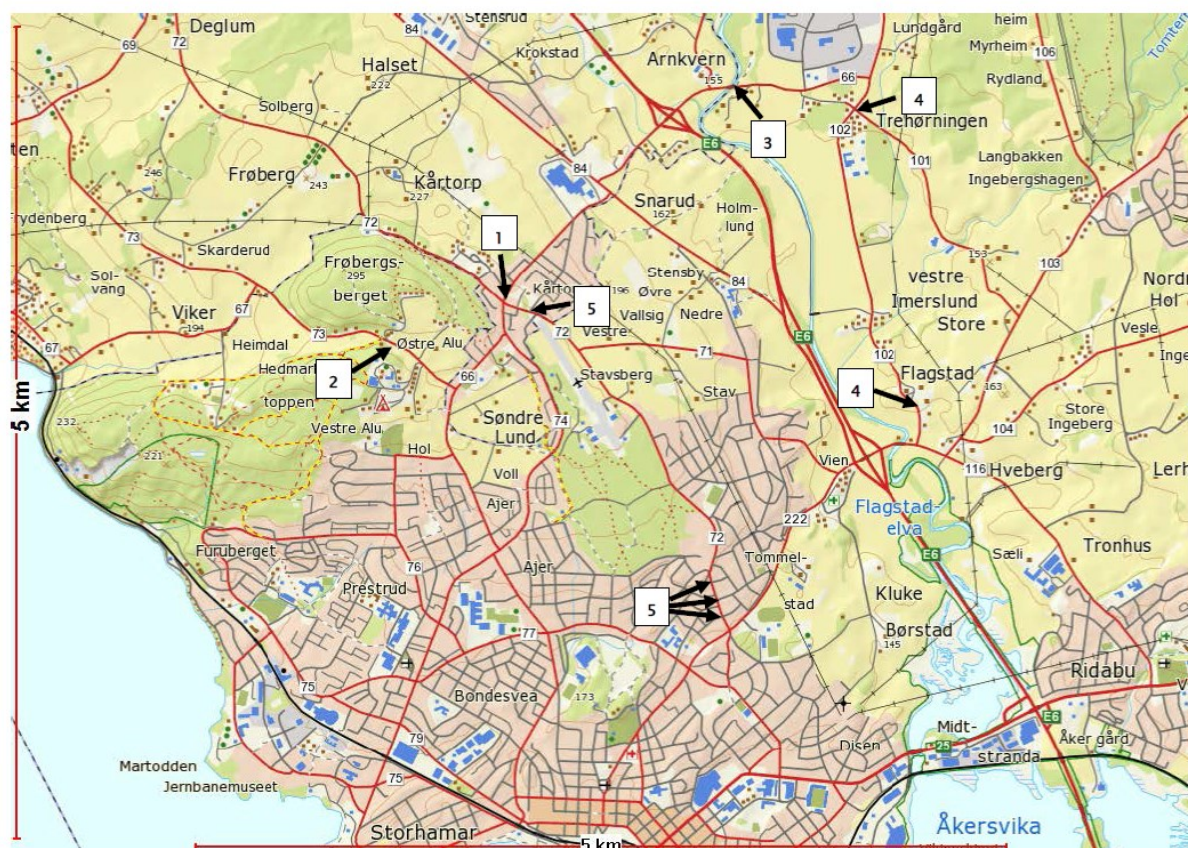 Deglum
Stensrud
84
Lundgård
heim
69
72
Krokstad
Arnkvern
Myrheim
106
Halset
222
155
66
Rydland
Solberg
4
Trehørningen
3
102
E6
101
Langbakken
246
Frøberg
243
Kårtorp
227
84
Snarud
162
Holm-
lund
Ingebergshagen
Frydenberg
73
Skarderud
72
1
Frøbergs-
295
berget
153
103
Sol-
vang
67
Stensby
Øvre
84
vestre
Imerslund
Store
Nord
Hol
Viker
194
5
196
Vallsig
Nedre
72
Vestre
E6
Vesle
67
Heimdal
73
Østre Alu
71
102
Inge
Hedmar
toppen
2
66
Stavsberg
Stav
4
Flagstad
163
5 km
232
Vestre Alu
Søndre
Lund
74
Store
Ingeberg
221
Hol
Voll
Vien
104
116
Hveberg
Lerh
Ajer
222
Flagstad-
elva
Furuberget
76
Ajer
72
Tommel-
stad
E6
Sæli
Tronhus
Prestrud
5
Kluke
77
Børstad
145
Ridabu
75
Bondesvea
173
E6
79
Disen
Midt-
stranda
25
Åker gård
Martodden
Jernbanemuseet
75
Storhamar
Åkersvika
5 km